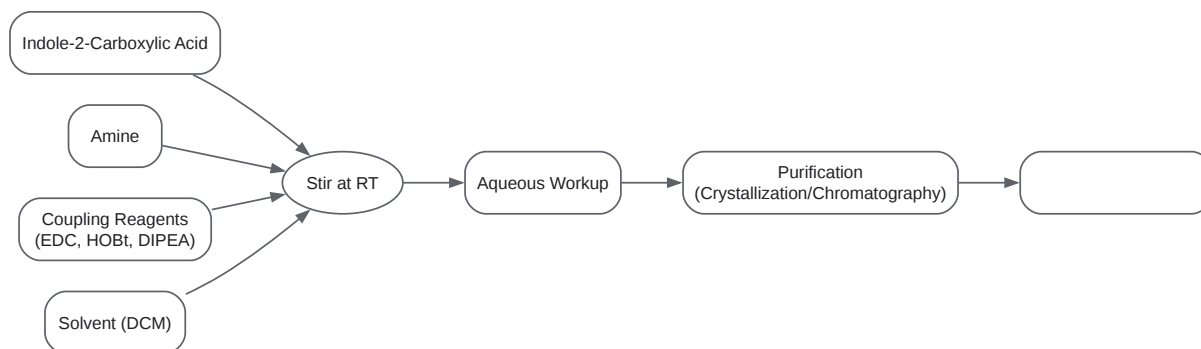 Indole-2-Carboxylic Acid
Amine
Coupling Reagents
(EDC, HOBt, DIPEA)
Solvent (DCM)
Stir at RT
Aqueous Workup
Purification
(Crystallization/Chromatography)